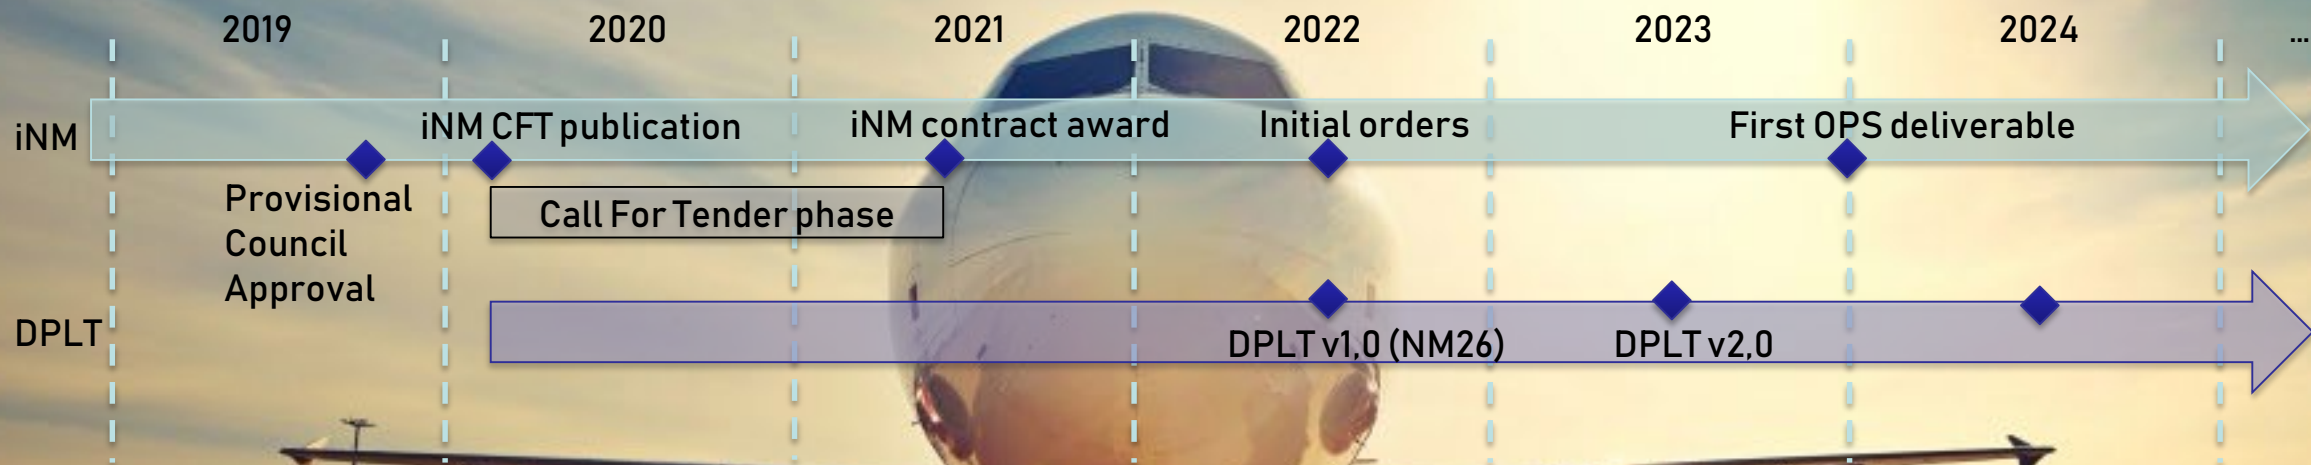 2019 2020 2021 2022 2023 2024 ...
iNM
iNM CFT publication
iNM contract award
Initial orders
First OPS deliverable
Provisional
Council
Approval
Call For Tender phase
DPLT
DPLT v1,0 (NM26)
DPLT v2,0